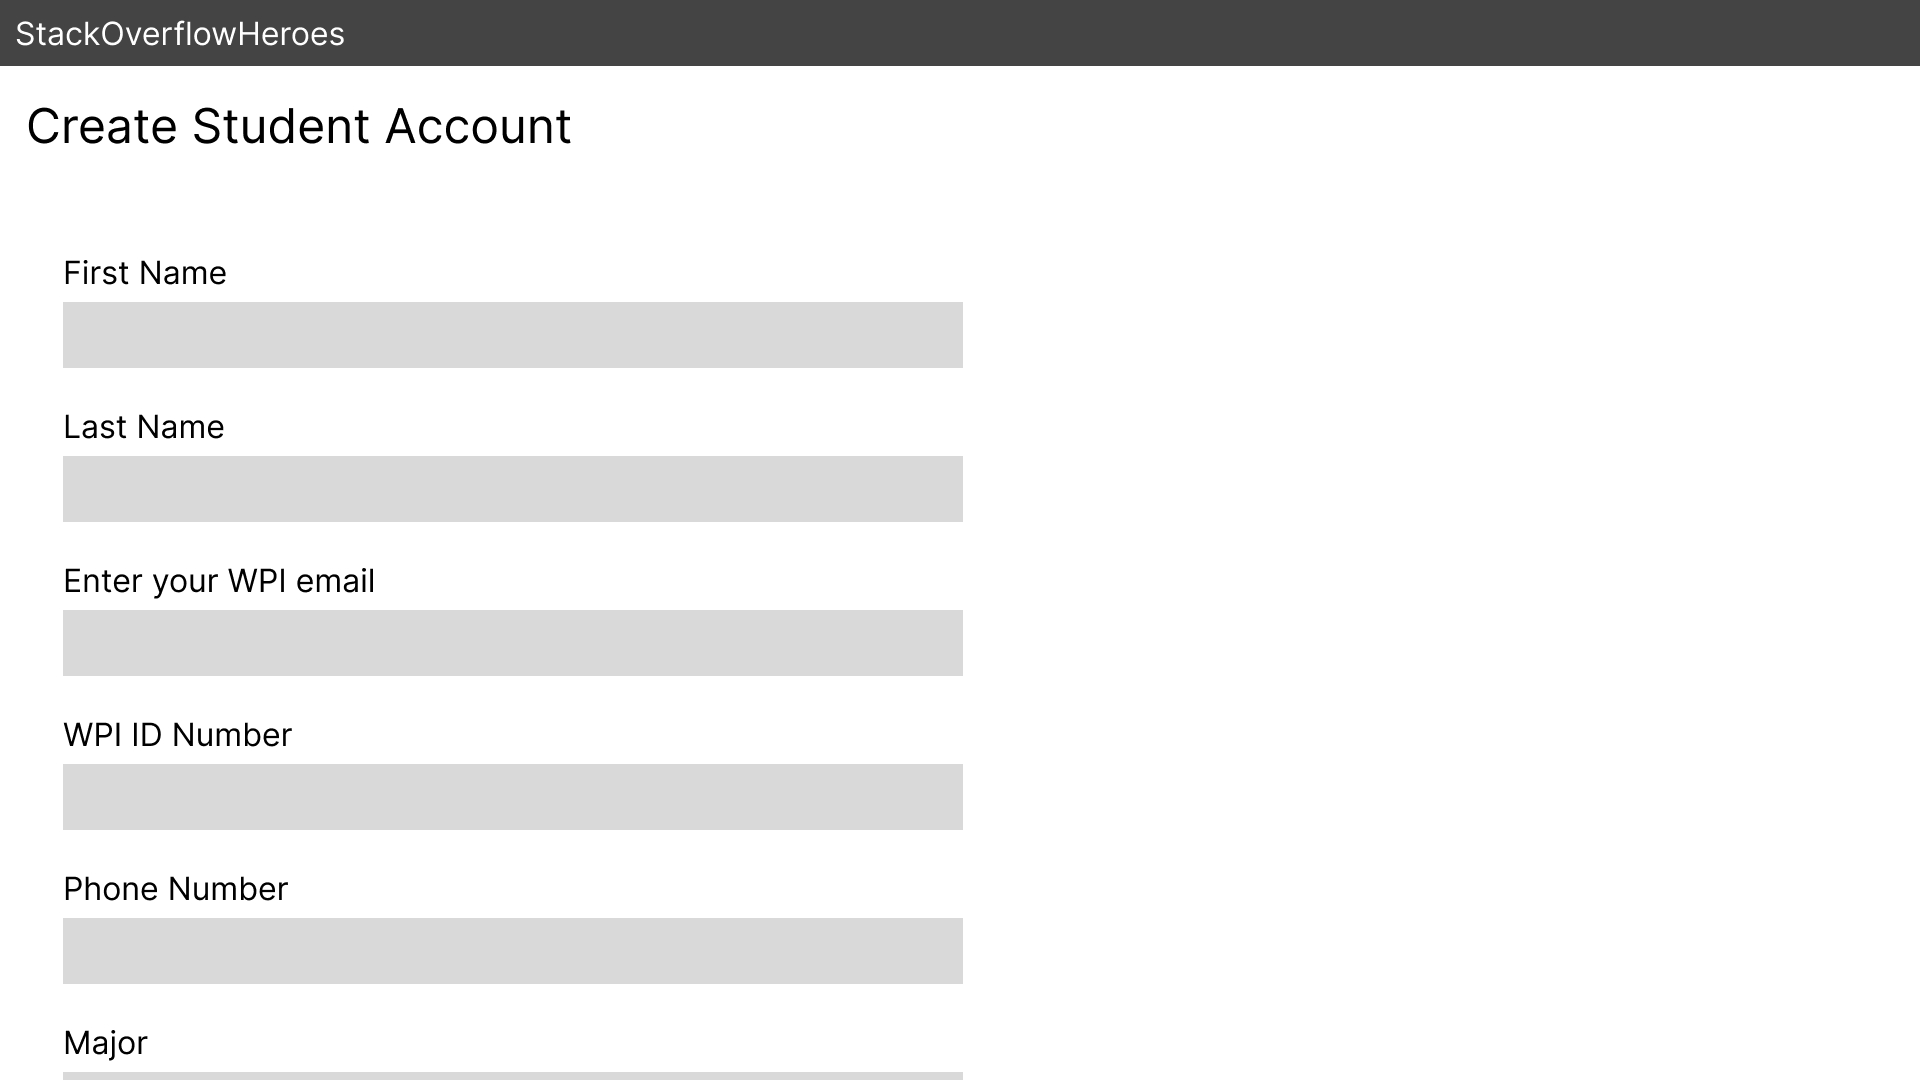 StackOverflowHeroes
Create Student Account
First Name
Last Name
Enter your WPI email
WPI ID Number
Phone Number
Major